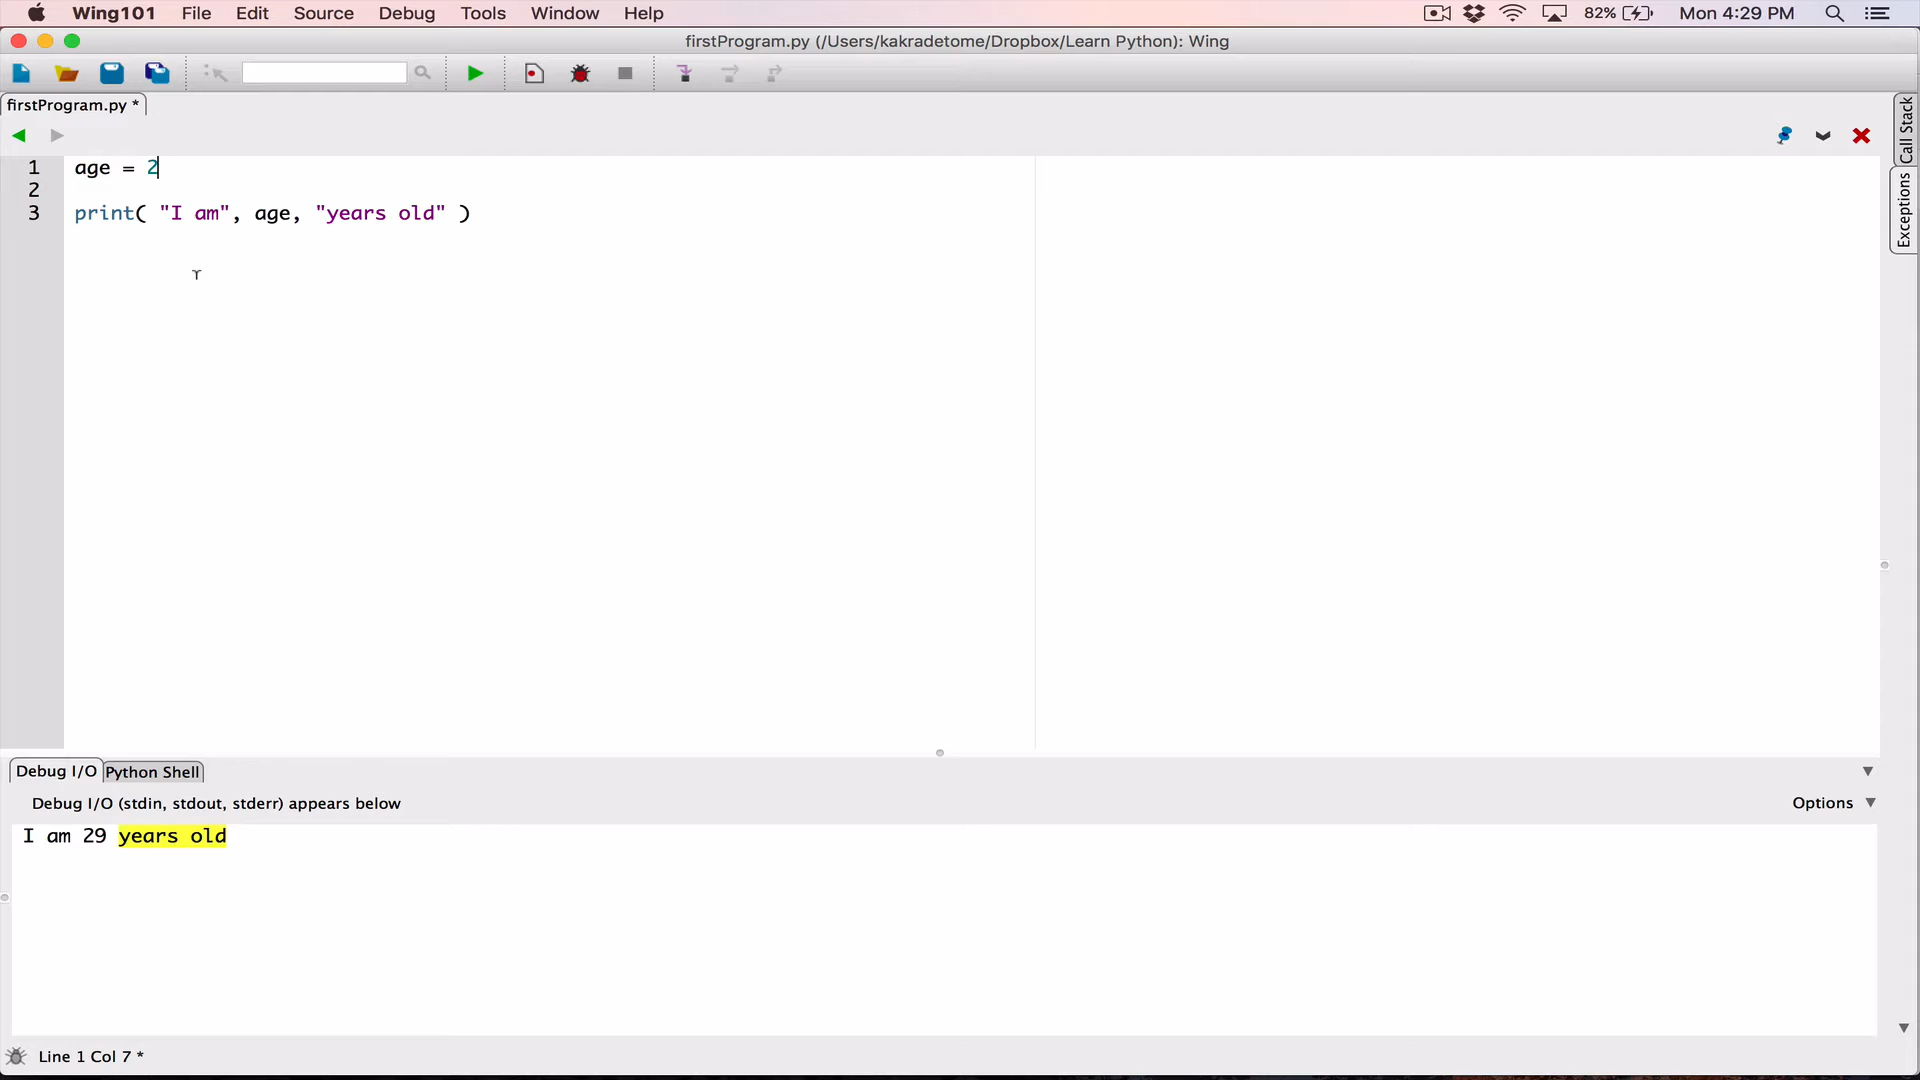 Wing101 File Edit Source Debug Tools Window Help 82% Mon 4:29 PM
firstProgram.py (/Users/kakradetome/Dropbox/Learn Python): Wing
firstProgram.py *
Call Stack
Exceptions
1 age = 2
2
3 print( "I am", age, "years old" )
Debug I/O Python Shell
Debug I/O (stdin, stdout, stderr) appears below Options
I am 29 years old
Line 1 Col 7 *